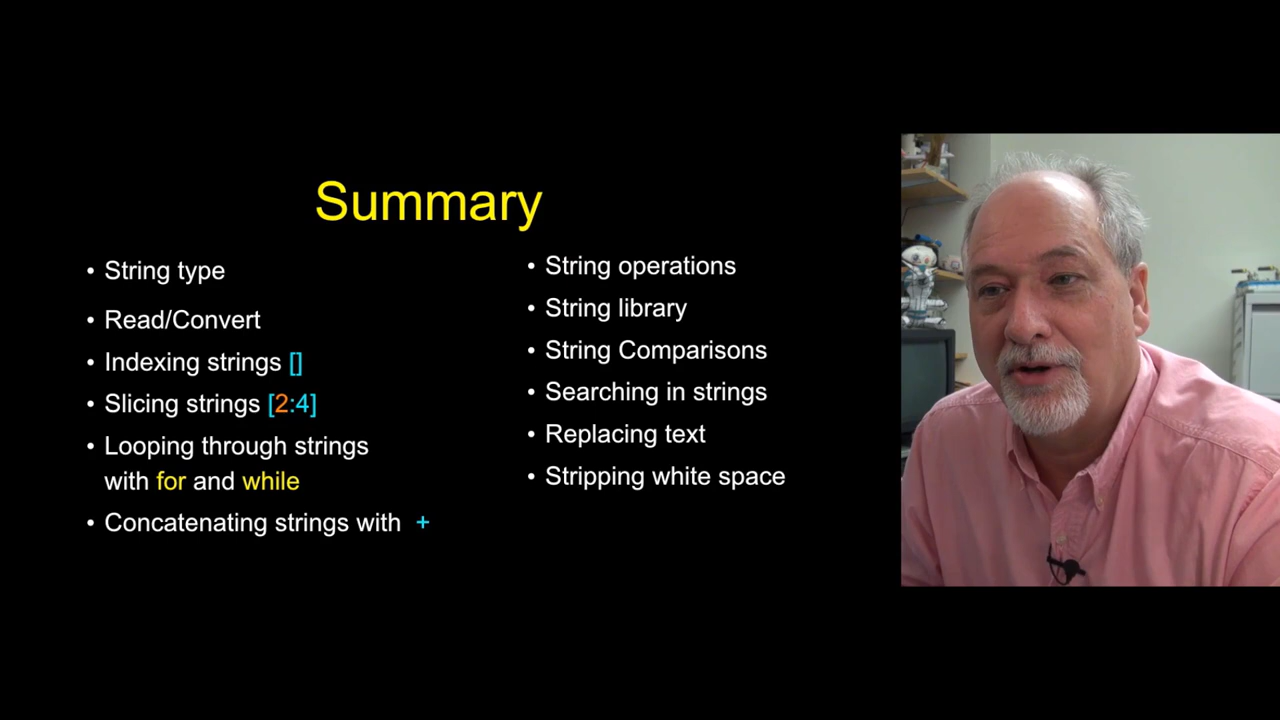 Summary
• String type
• Read/Convert
• Indexing strings []
• Slicing strings [2:4]
• Looping through strings
with for and while
• Concatenating strings with +
• String operations
• String library
• String Comparisons
• Searching in strings
• Replacing text
• Stripping white space